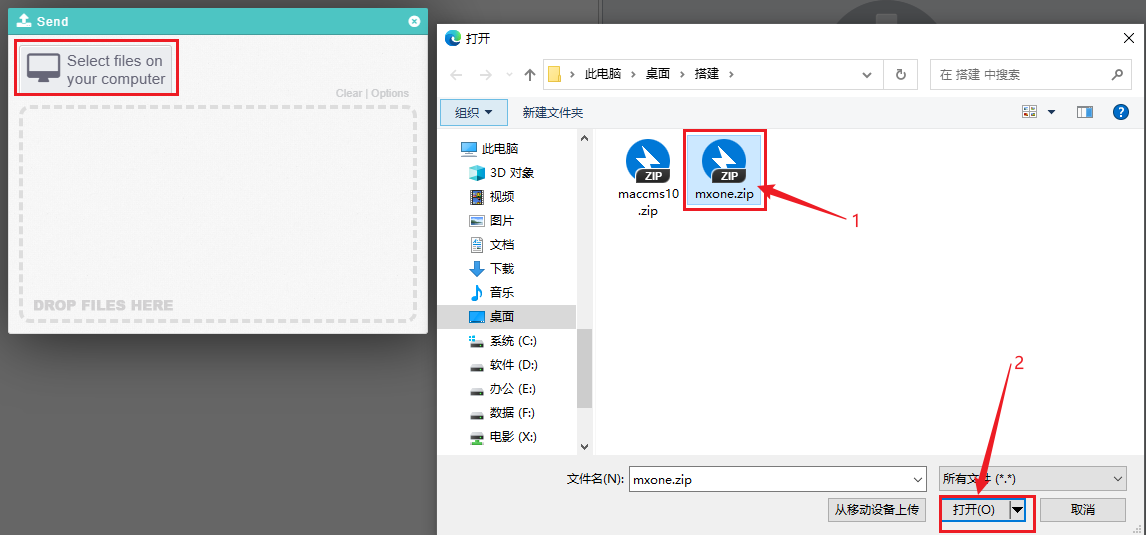 Send
Select files on
your computer
Clear | Options
DROP FILES HERE
打开
此电脑 › 桌面 › 搭建 ›
在 搭建 中搜索
组织
新建文件夹
此电脑
3D 对象
视频
图片
文档
下载
音乐
桌面
系统 (C:)
软件 (D:)
办公 (E:)
数据 (F:)
电影 (X:)
ZIP
maccms10
.zip
ZIP
mxone.zip
1
2
文件名(N):
mxone.zip
所有文件 (*.*)
从移动设备上传
打开(O)
取消